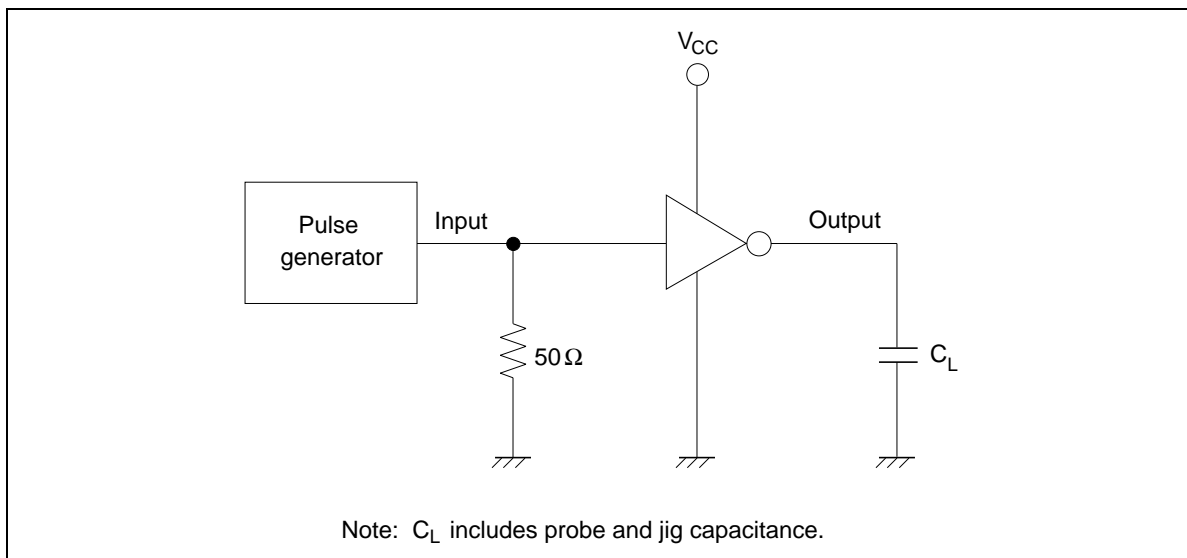 VCC
Pulse
generator
Input
Output
50Ω
CL
Note: CL includes probe and jig capacitance.